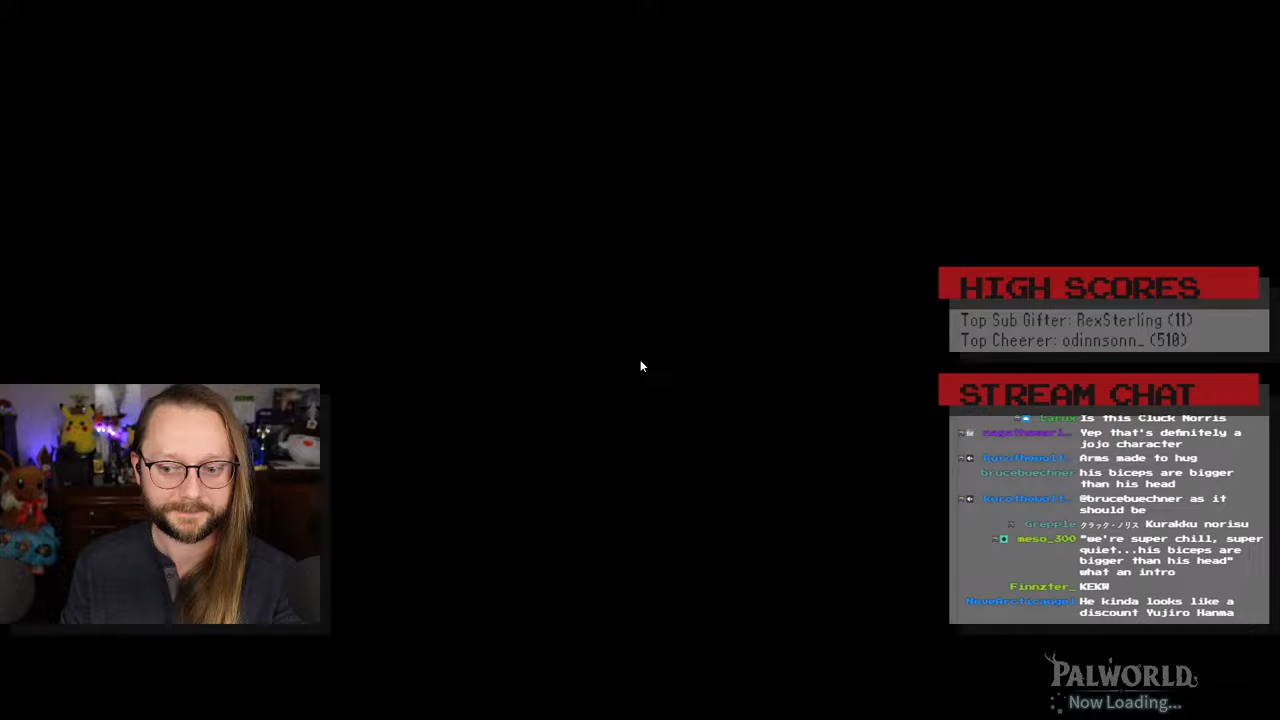 HIGH SCORES
Top Sub Gifter: RexSterling (11)
Top Cheerer: odinnsonn_ (510)
STREAM CHAT
Larux Is this Cluck Norris
Yep that's definitely a
jojo character
Arms made to hug
brucebuechner his biceps are bigger
than his head
@brucebuechner as it
should be
Grepple クラック・ノリス Kurakku norisu
meso_300 "we're super chill, super
quiet...his biceps are
bigger than his head"
what an intro
Finnzter_ KEKW
He kinda looks like a
discount Yujiro Hanma
PALWORLD
Now Loading...